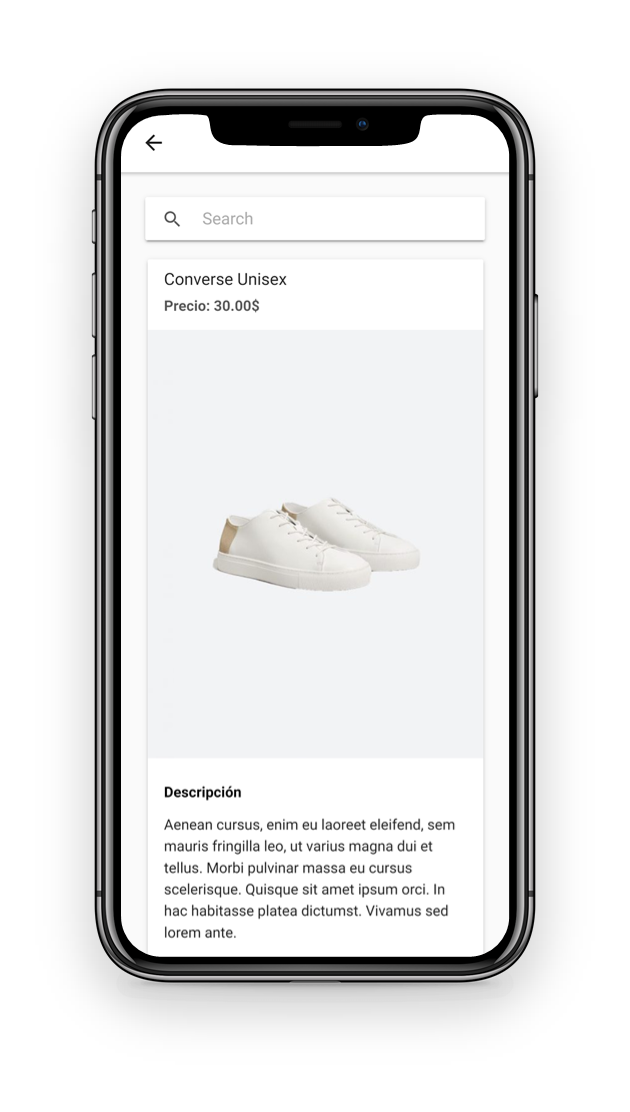 Search
Converse Unisex
Precio: 30.00$
Descripción
Aenean cursus, enim eu laoreet eleifend, sem
mauris fringilla leo, ut varius magna dui et
tellus. Morbi pulvinar massa eu cursus
scelerisque. Quisque sit amet ipsum orci. In
hac habitasse platea dictumst. Vivamus sed
lorem ante.